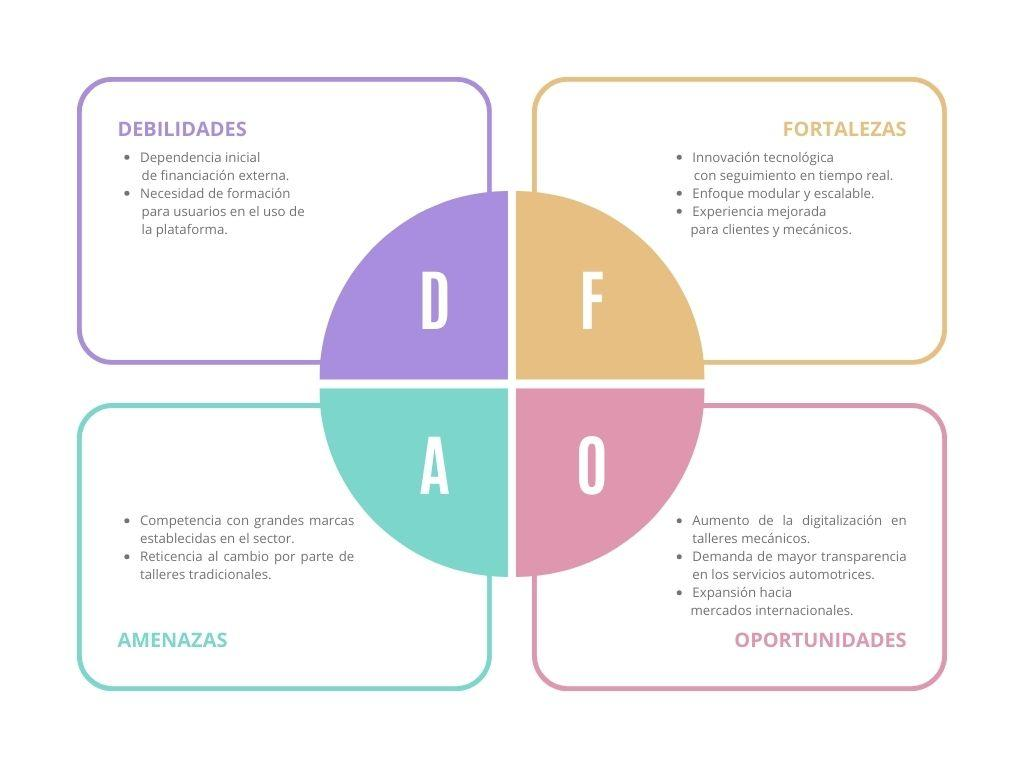 DEBILIDADES
• Dependencia inicial
de financiación externa.
• Necesidad de formación
para usuarios en el uso de
la plataforma.
FORTALEZAS
• Innovación tecnológica
con seguimiento en tiempo real.
• Enfoque modular y escalable.
• Experiencia mejorada
para clientes y mecánicos.
D
F
A
O
• Competencia con grandes marcas
establecidas en el sector.
• Reticencia al cambio por parte de
talleres tradicionales.
AMENAZAS
• Aumento de la digitalización en
talleres mecánicos.
• Demanda de mayor transparencia
en los servicios automotrices.
• Expansión hacia
mercados internacionales.
OPORTUNIDADES